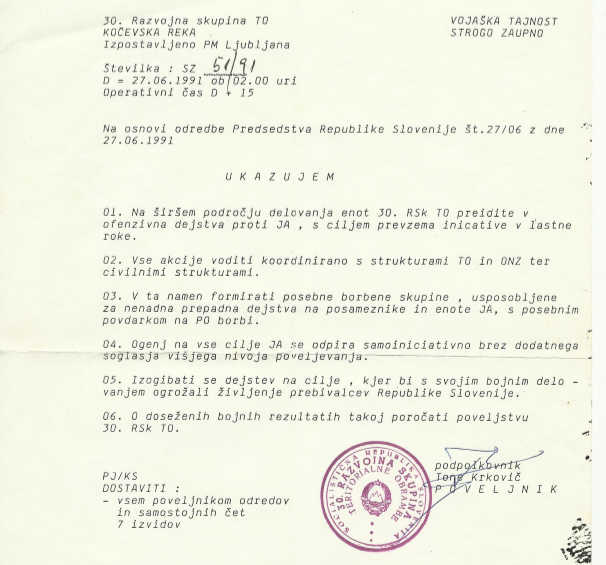 30. Razvojna skupina TO
KOČEVSKA REKA
Izpostavljeno PM Ljubljana
VOJAŠKA TAJNOST
STROGO ZAUPNO
Številka : SZ 51/91
D = 27.06.1991 ob 02.00 uri
Operativni čas D + 15
Na osnovi odredbe Predsedstva Republike Slovenije št.27/06 z dne
27.06.1991
U K A Z U J E M
01. Na širšem področju delovanja enot 30. RSk TO preidite v
ofenzivna dejstva proti JA , s ciljem prevzema inicative v lastne
roke.
02. Vse akcije voditi koordinirano s strukturami TO in ONZ ter
civilnimi strukturami.
03. V ta namen formirati posebne borbene skupine , usposobljene
za nenadna prepadna dejstva na posameznike in enote JA, s posebnim
povdarkom na PO borbi.
04. Ogenj na vse cilje JA se odpira samoiniciativno brez dodatnega
soglasja višjega nivoja poveljevanja.
05. Izogibati se dejstev na cilje , kjer bi s svojim bojnim delo -
vanjem ogrožali življenje prebivalcev Republike Slovenije.
06. O doseženih bojnih rezultatih takoj poročati poveljstvu
30. RSk TO.
PJ/KS
DOSTAVITI :
- vsem poveljnikom odredov
in samostojnih čet
7 izvidov
SOCIALISTIČNA REPUBLIKA SLOVENIJA
30. RAZVOJNA SKUPINA
TERITORIALNE OBRAMBE
podpolkovnik
Tone Krkovič
P O V E L J N I K